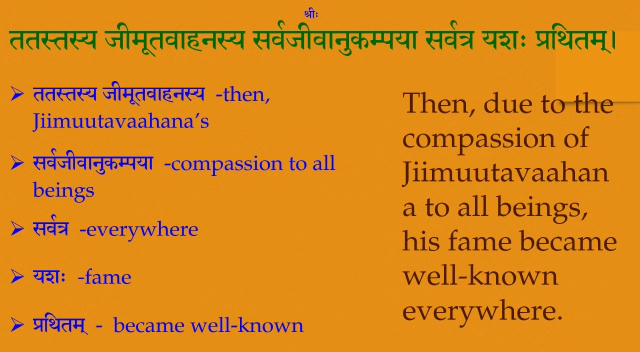 श्रीः
ततस्तस्य जीमूतवाहनस्य सर्वजीवानुकम्पया सर्वत्र यशः प्रथितम्।
ततस्तस्य जीमूतवाहनस्य -then,
Jiimuutavaahana’s
सर्वजीवानुकम्पया -compassion to all
beings
सर्वत्र -everywhere
यशः -fame
प्रथितम् - became well-known
Then, due to the
compassion of
Jiimuutavaahan
a to all beings,
his fame became
well-known
everywhere.